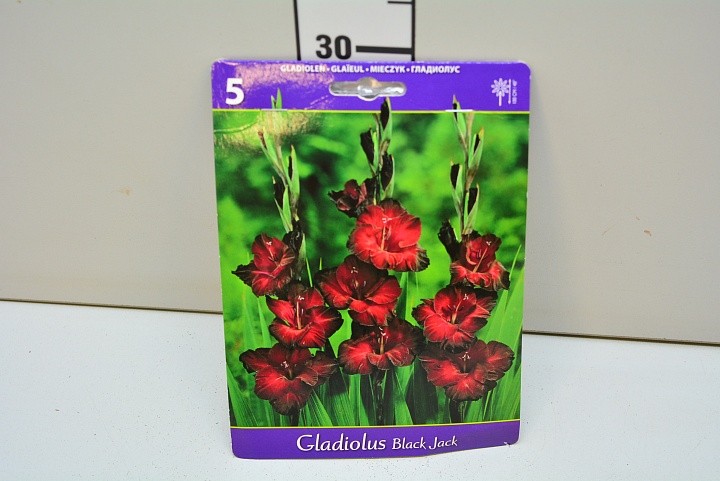 30
GLADIOLEN • GLAÏEUL • MIECZYK • ГЛАДИОЛУС
5
Gladiolus Black Jack